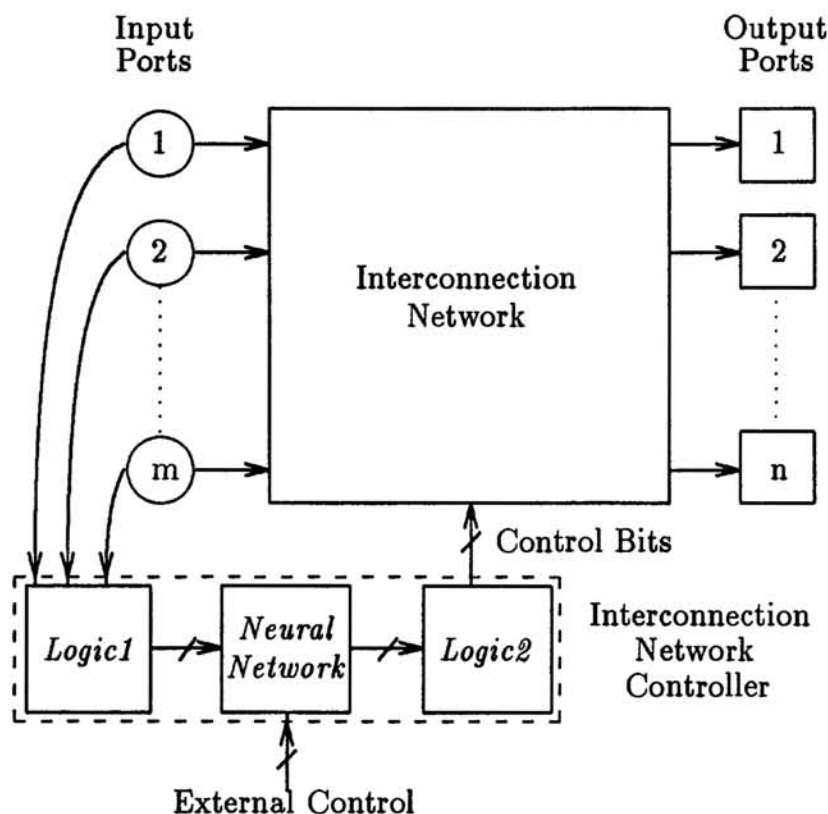 Input
Ports
Output
Ports
1
1
2
2
Interconnection
Network
m
n
Control Bits
Logic1
Neural
Network
Logic2
Interconnection
Network
Controller
External Control